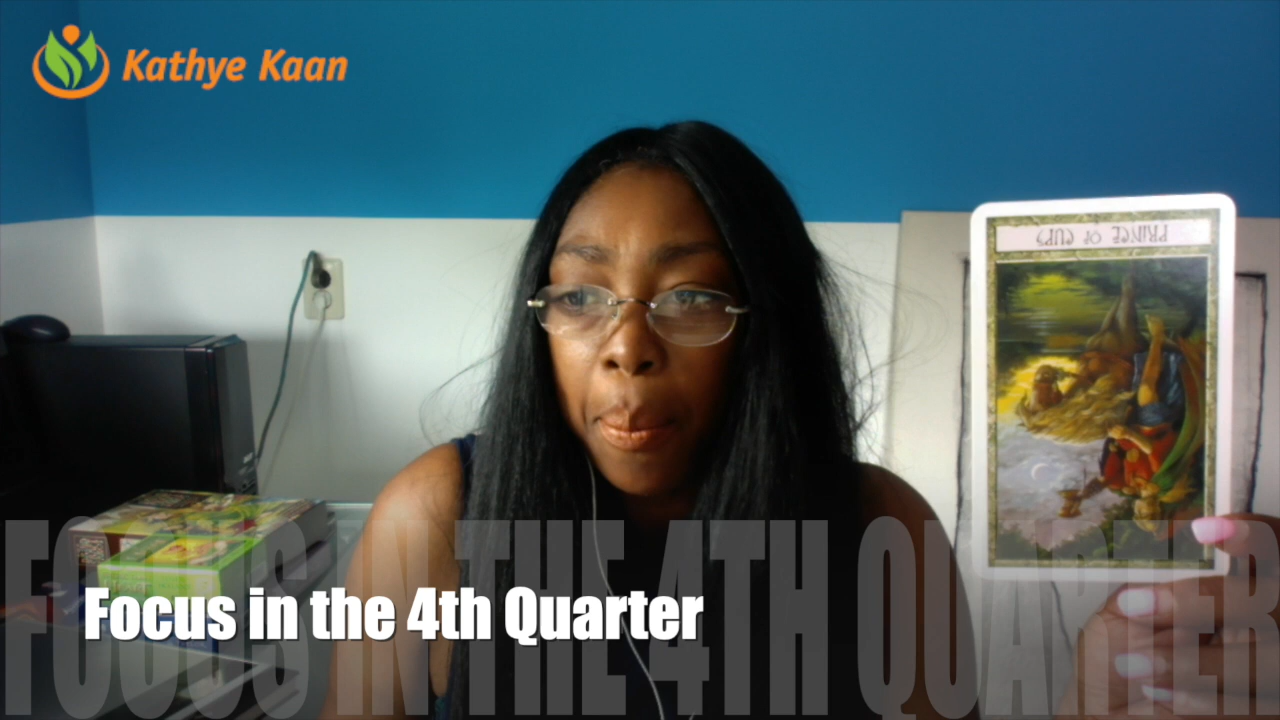 Kathye Kaan
PRINCE OF CUPS
FOCUS IN THE 4TH QUARTER
Focus in the 4th Quarter